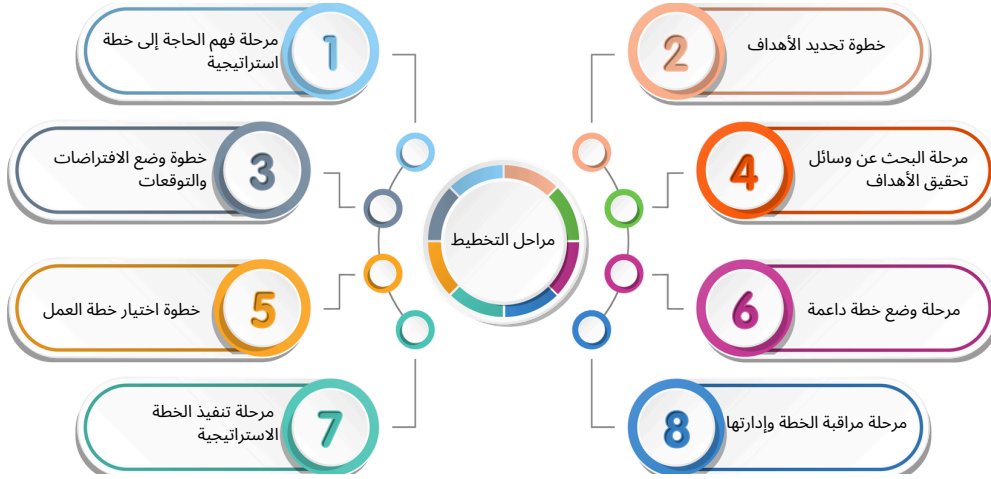 1
مرحلة فهم الحاجة إلى خطة
استراتيجية
2
خطوة تحديد الأهداف
3
خطوة وضع الافتراضات
والتوقعات
4
مرحلة البحث عن وسائل
تحقيق الأهداف
مراحل التخطيط
5
خطوة اختيار خطة العمل
6
مرحلة وضع خطة داعمة
7
مرحلة تنفيذ الخطة
الاستراتيجية
8
مرحلة مراقبة الخطة وإدارتها